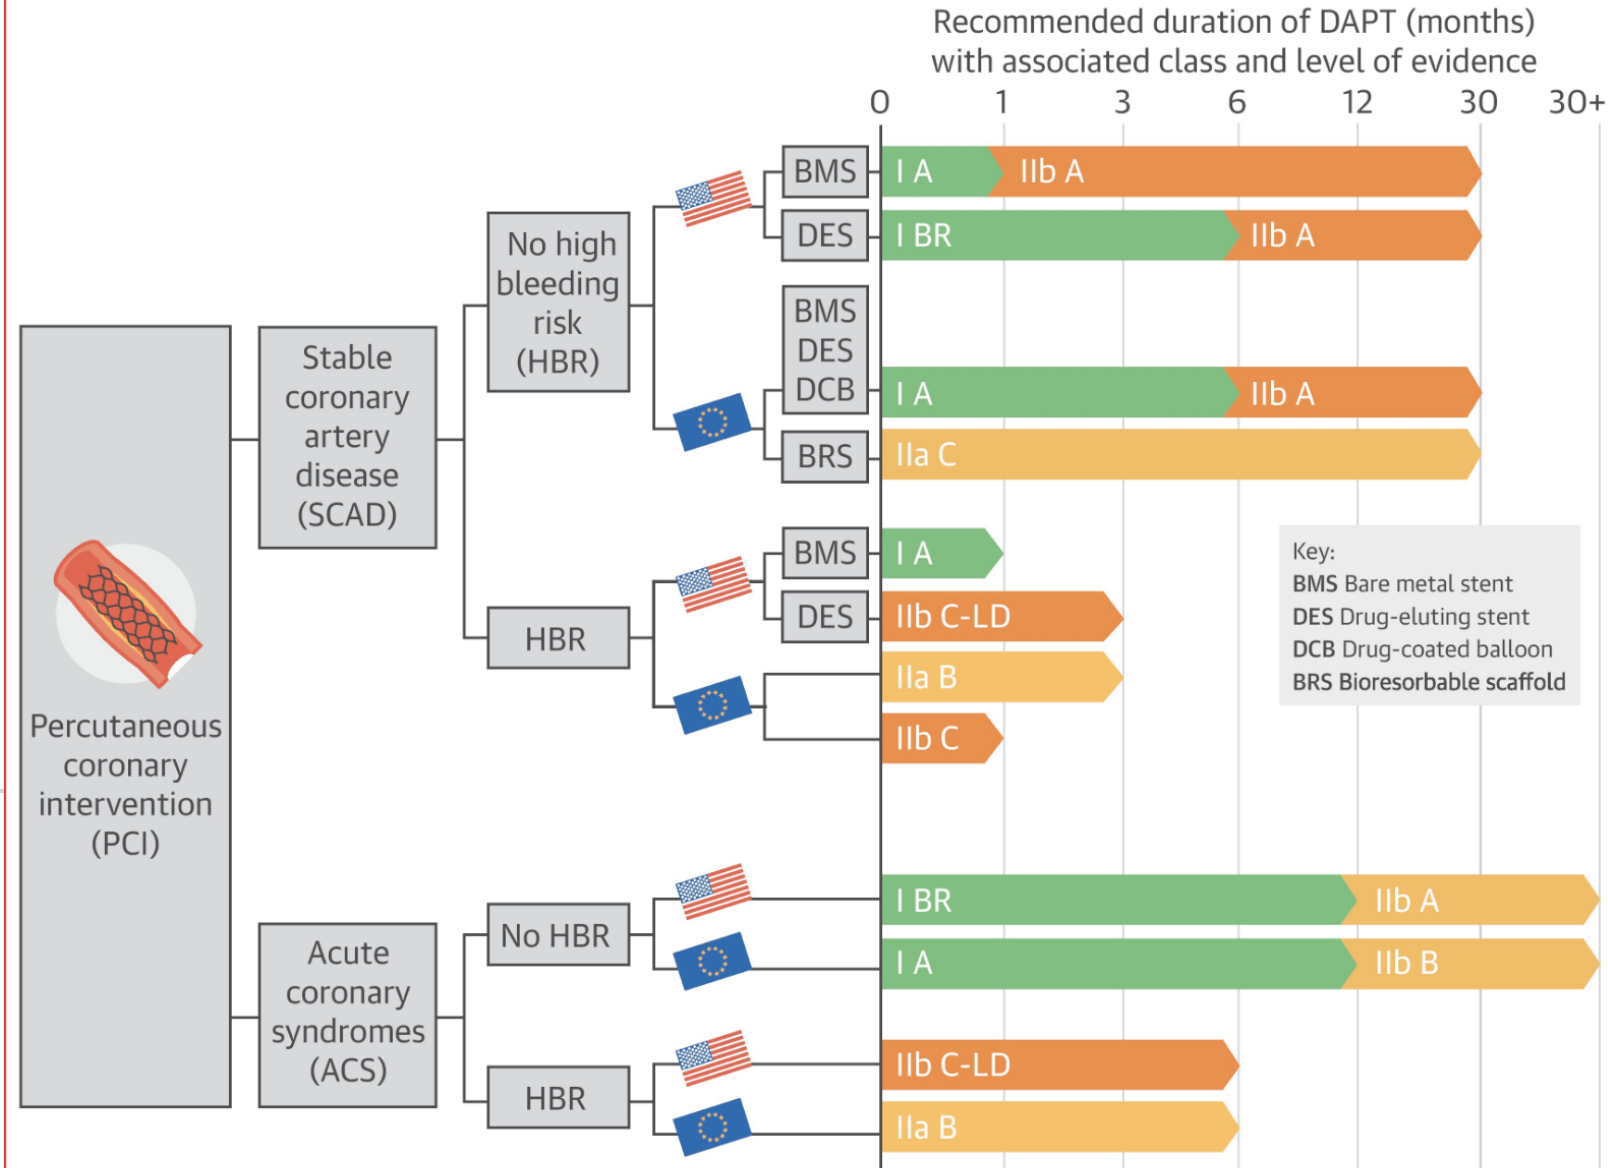 Recommended duration of DAPT (months)
with associated class and level of evidence
0 1 3 6 12 30 30+
BMS
I A
IIb A
DES
I BR
IIb A
No high
bleeding
risk
(HBR)
BMS
DES
DCB
I A
IIb A
BRS
IIa C
Stable
coronary
artery
disease
(SCAD)
BMS
I A
DES
IIb C-LD
HBR
IIa B
IIb C
Key:
BMS Bare metal stent
DES Drug-eluting stent
DCB Drug-coated balloon
BRS Bioresorbable scaffold
Percutaneous
coronary
intervention
(PCI)
Acute
coronary
syndromes
(ACS)
No HBR
I BR
IIb A
I A
IIb B
HBR
IIb C-LD
IIa B